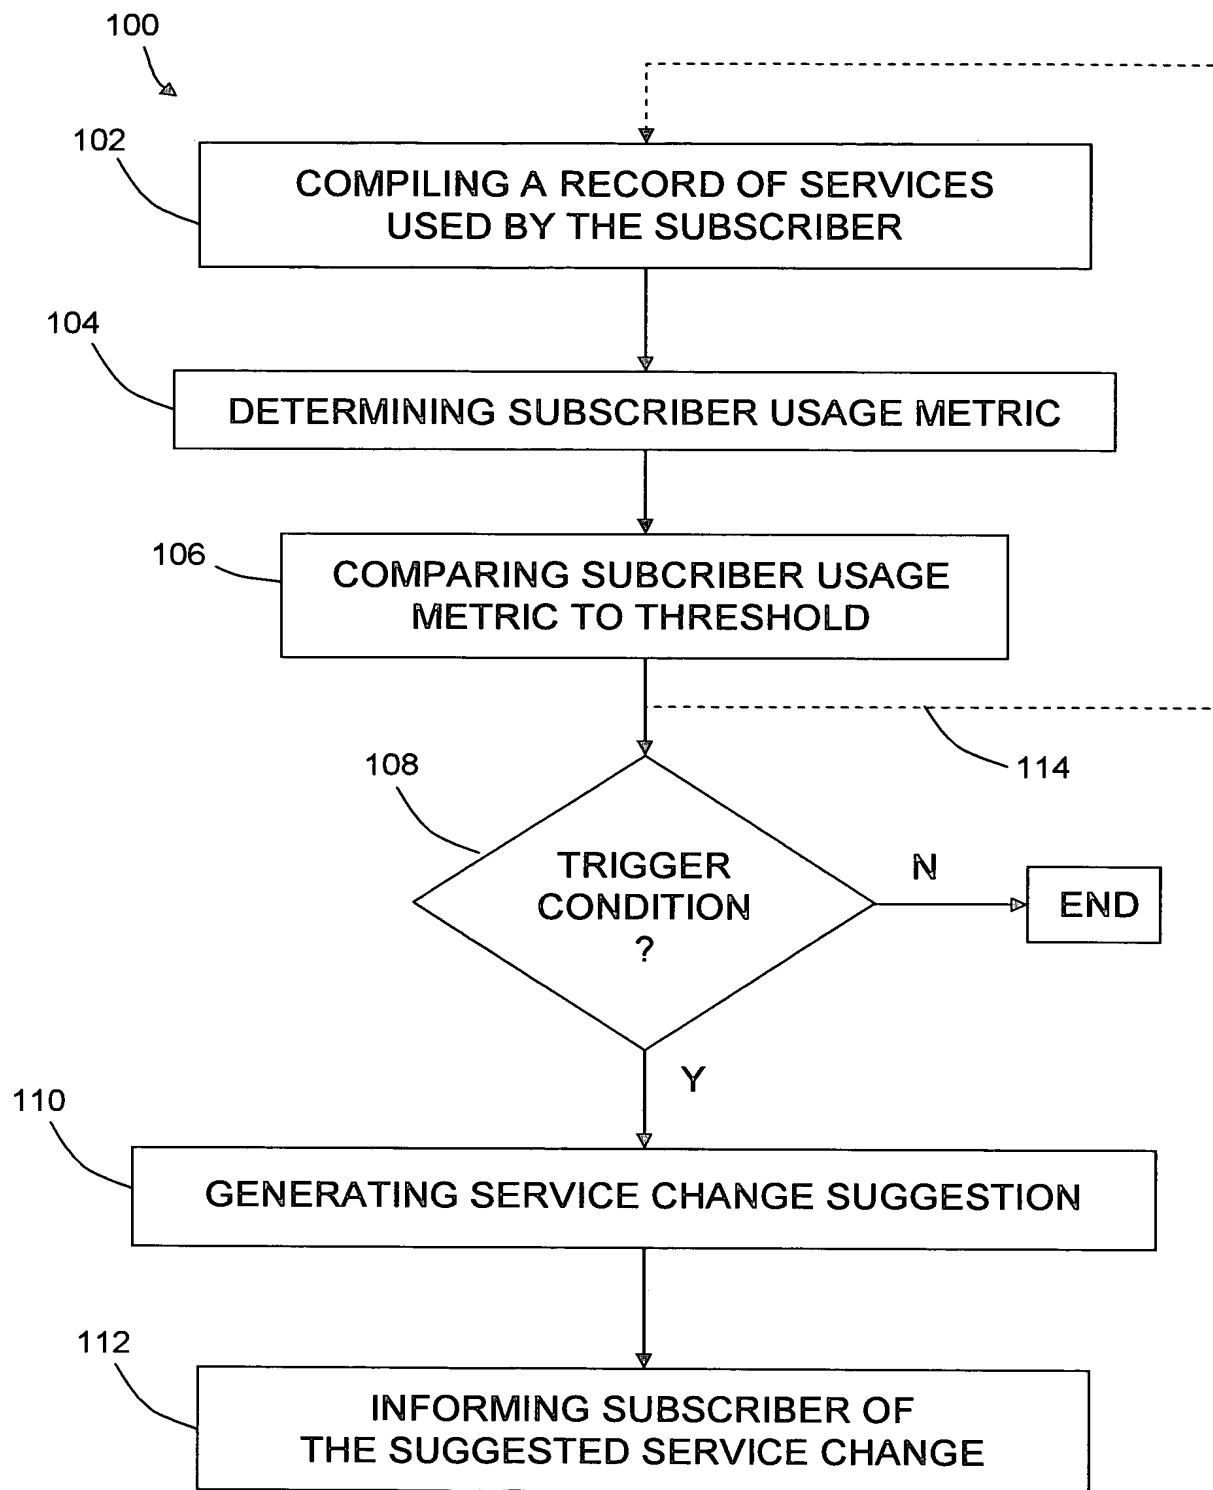 100
102
COMPILING A RECORD OF SERVICES
USED BY THE SUBSCRIBER
104
DETERMINING SUBSCRIBER USAGE METRIC
106
COMPARING SUBCRIBER USAGE
METRIC TO THRESHOLD
114
108
TRIGGER
CONDITION
?
N
END
Y
110
GENERATING SERVICE CHANGE SUGGESTION
112
INFORMING SUBSCRIBER OF
THE SUGGESTED SERVICE CHANGE